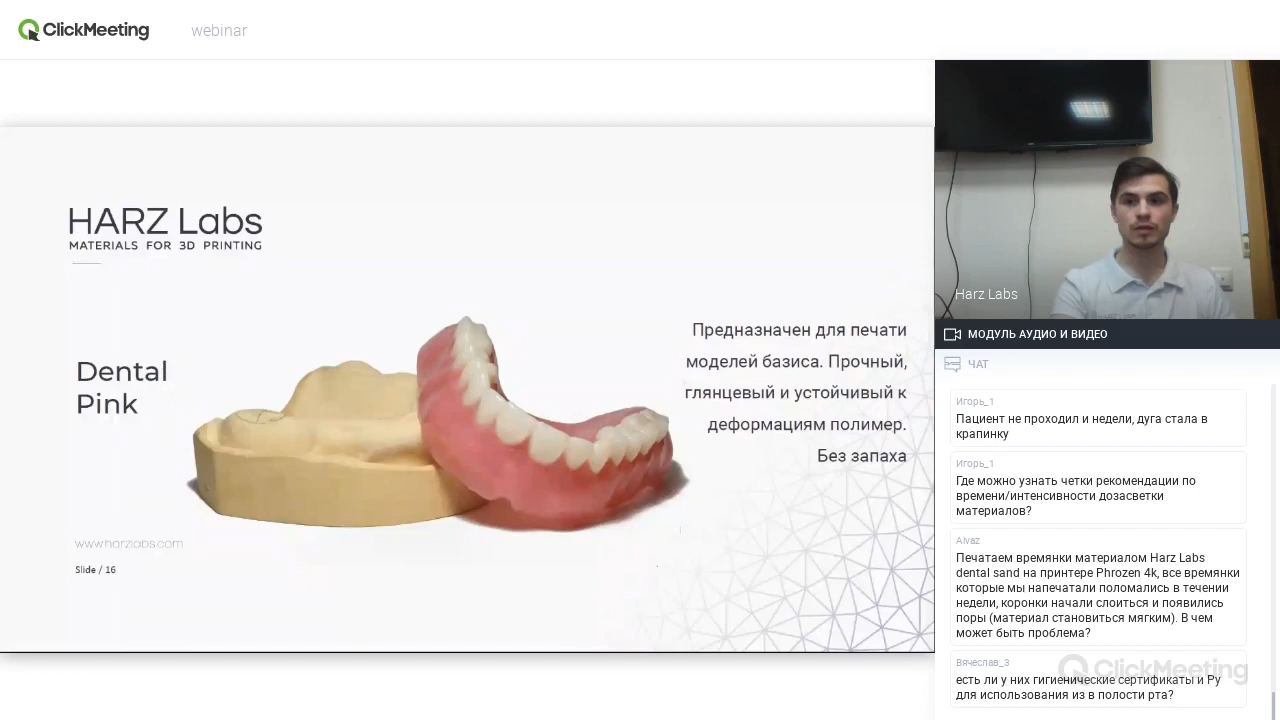 ClickMeeting
webinar
HARZ Labs
MATERIALS FOR 3D PRINTING
Dental
Pink
Предназначен для печати
моделей базиса. Прочный,
глянцевый и устойчивый к
деформациям полимер.
Без запаха
www.harzlabs.com
Slide / 16
Harz Labs
МОДУЛЬ АУДИО И ВИДЕО
ЧАТ
Игорь_1
Пациент не проходил и недели, дуга стала в
крапинку
Игорь_1
Где можно узнать четки рекомендации по
времени/интенсивности дозасветки
материалов?
Alvaz
Печатаем времянки материалом Harz Labs
dental sand на принтере Phrozen 4k, все времянки
которые мы напечатали поломались в течении
недели, коронки начали слоиться и появились
поры (материал становиться мягким). В чем
может быть проблема?
Вячеслав_3
есть ли у них гигиенические сертификаты и Ру
для использования из в полости рта?
ClickMeeting